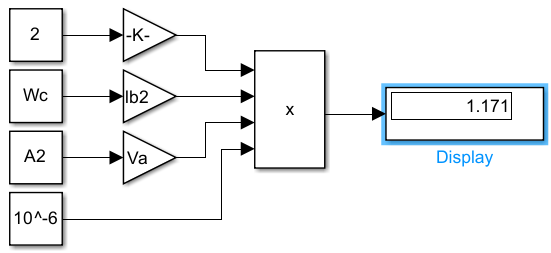 2
-K-
Wc
Ib2
x
1.171
A2
Va
Display
10^-6